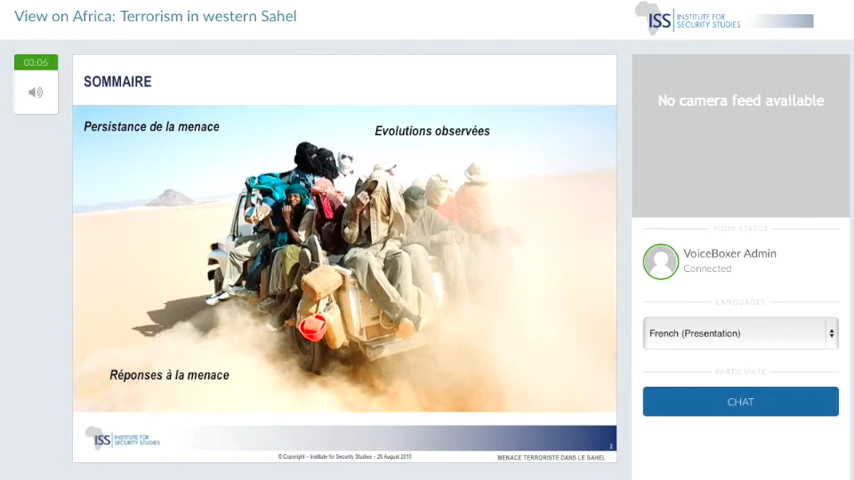 View on Africa: Terrorism in western Sahel
ISS INSTITUTE FOR
SECURITY STUDIES
03:06
SOMMAIRE
Persistance de la menace
Evolutions observées
Réponses à la menace
ISS INSTITUTE FOR
SECURITY STUDIES
2
© Copyright – Institute for Security Studies – 26 August 2015
MENACE TERRORISTE DANS LE SAHEL
No camera feed available
YOUR STATUS
VoiceBoxer Admin
Connected
LANGUAGES
French (Presentation)
PARTICIPATE
CHAT